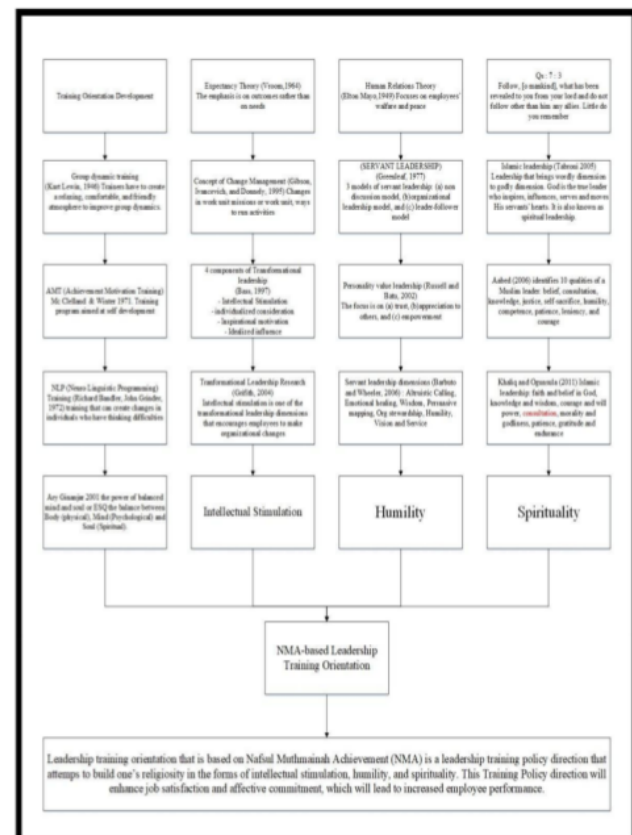 Training Orientation Development
Group dynamic training
(Kurt Lewin, 1946) Trainees have to create
a relaxing, comfortable, and friendly
atmosphere to improve group dynamics.
AMT (Achievement Motivation Training)
Mc Clelland & Winter 1971. Training
program aimed at self development
NLP (Neuro Linguistic Programming)
Training (Richard Bandler, John Grinder,
1972) training that can create changes in
individuals who have thinking difficulties
Ary Ginanjar 2001 the power of balanced
mind and soul or ESQ the balance between
Body (physical), Mind (Psychological) and
Soul (Spiritual).
Expectancy Theory (Vroom,1964)
The emphasis is on outcomes rather than
on needs
Concept of Change Management (Gibson,
Ivancevich, and Donnely, 1995) Changes
in work unit missions or work unit, ways
to run activities
4 components of Transformational
leadership
(Bass, 1997)
- Intellectual Stimulation
- individualized consideration
- Inspirational motivation
- Idealized influence
Transformational Leadership Research
(Griffith, 2004)
Intellectual stimulation is one of the
transformational leadership dimensions
that encourages employees to make
organizational changes.
Intellectual Stimulation
Human Relations Theory
(Elton Mayo,1949) Focuses on employees'
welfare and peace
(SERVANT LEADERSHIP)
(Greenleaf, 1977)
3 models of servant leadership: (a) non
discussion model, (b)organizational
leadership model, and (c) leader-follower
model
Personality value leadership (Russell and
2002)
The focus is on (a) trust, (b)appreciation to
others, and (c) empowerment
Servant leadership dimensions (Barbuto
and Wheeler, 2006) : Altruistic Calling,
Emotional healing, Wisdom, Persuasive
mapping, Org stewardship, Humility,
Vision and Service
Humility
Qs : 7 : 3
Follow, [o mankind], what has been
revealed to you from your lord and do not
follow other than him any allies. Little do
you remember
Islamic leadership (2005)
Leadership that brings wordly dimension
to godly dimension. God is the true leader
who inspires, influences, serves and moves
His servants' hearts. It is also known as
spiritual leadership.
(2006) identifies 10 qualities of a
Muslim leader: belief, consultation,
knowledge, justice, self sacrifice, humility,
competence, patience, leniency, and
courage
Khaliq and (2011) Islamic
leadership: faith and belief in God,
knowledge and wisdom, courage and will
power, consultation, morality and
godliness, patience, gratitude and
endurance
Spirituality
NMA-based Leadership
Training Orientation
Leadership training orientation that is based on Nafsul Muthmainah Achievement (NMA) is a leadership training policy direction that
attempts to build one's religiosity in the forms of intellectual stimulation, humility, and spirituality. This Training Policy direction will
enhance job satisfaction and affective commitment, which will lead to increased employee performance.